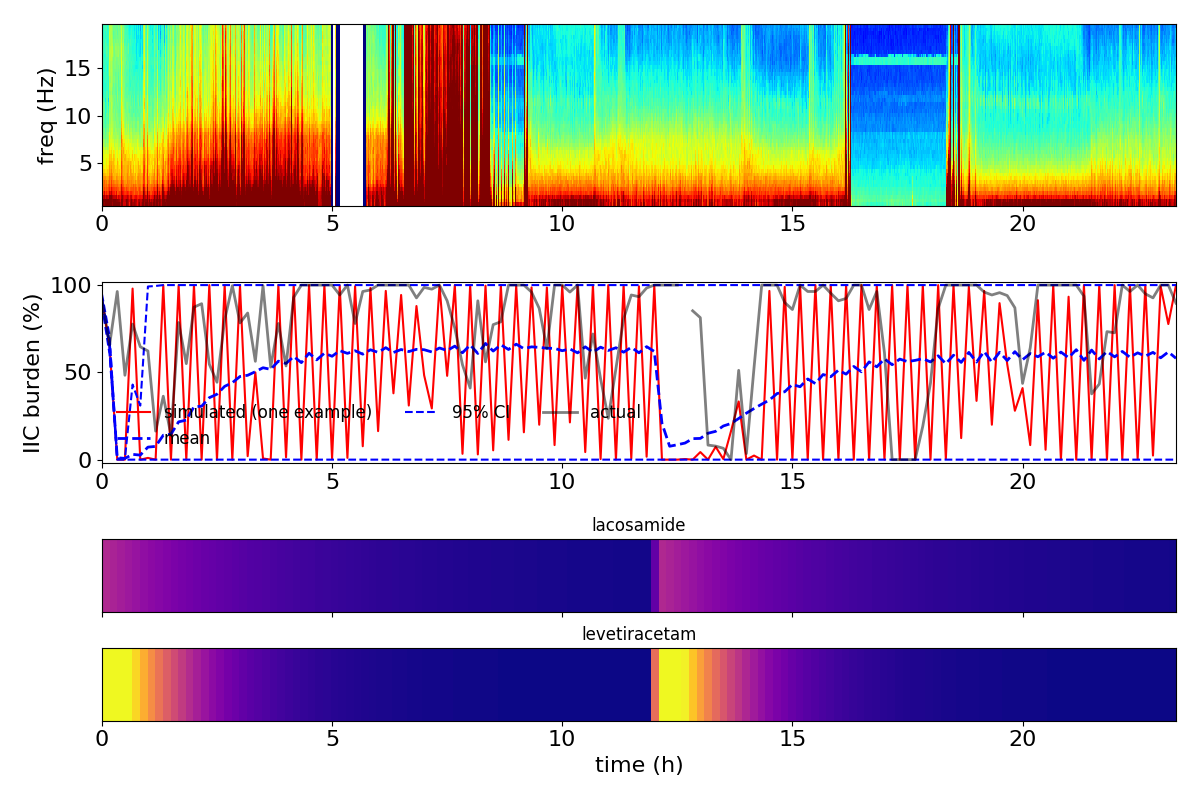 freq (Hz)
15
10
5
0 5 10 15 20
IIC burden (%)
100
50
0
simulated (one example) 95% CI actual
mean
0 5 10 15 20
lacosamide
levetiracetam
0 5 10 15 20
time (h)